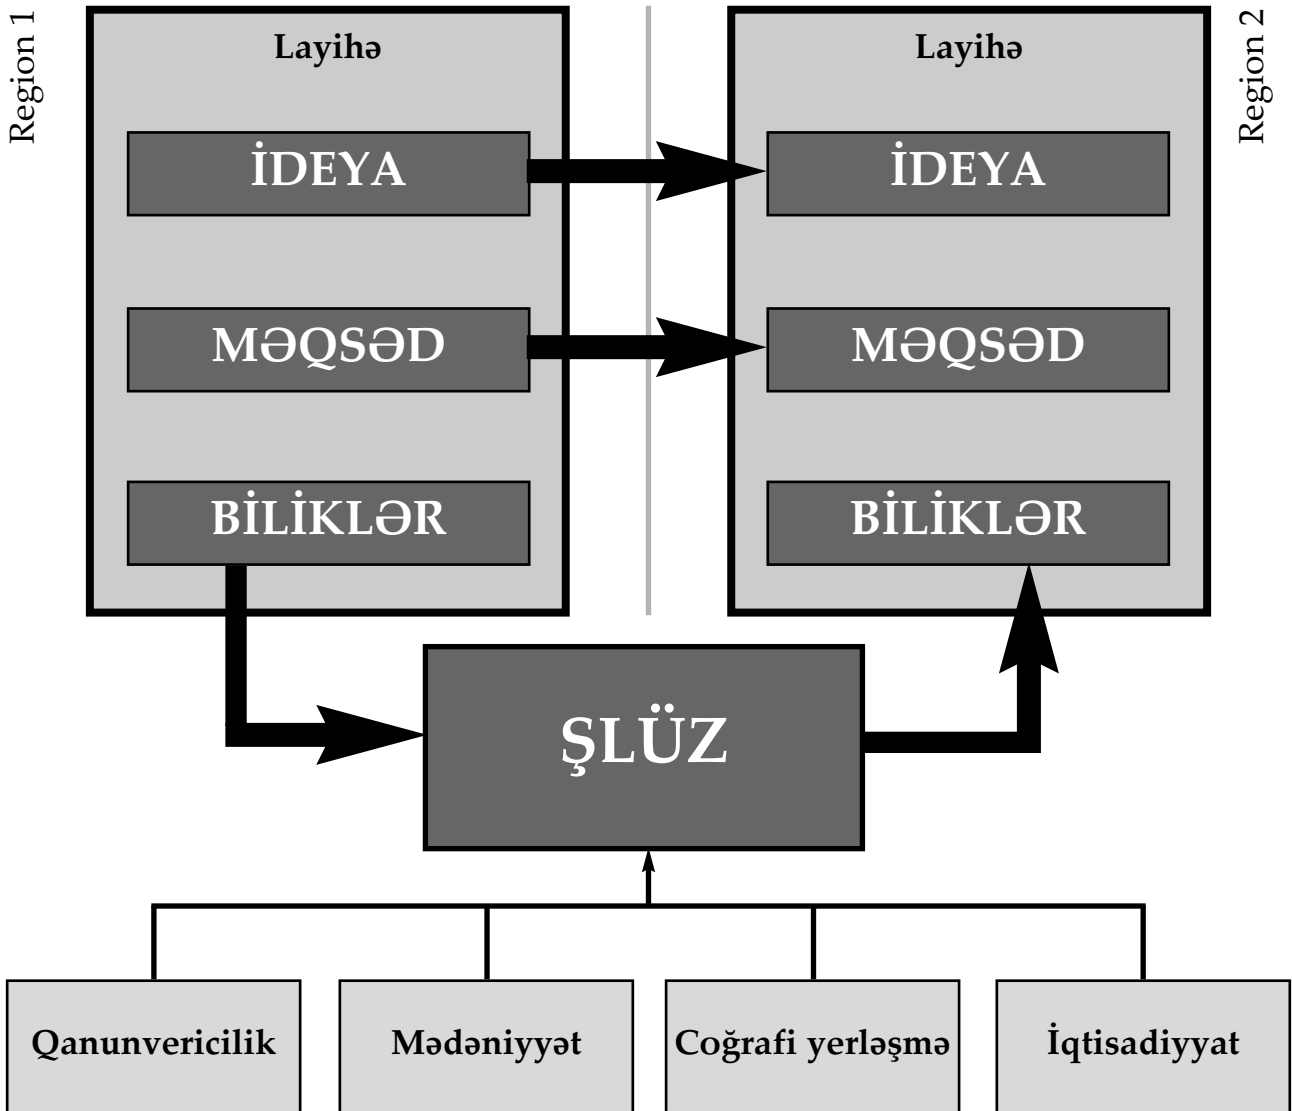 Region 1
Layihə
İDEYA
MƏQSƏD
BİLİKLƏR
Region 2
Layihə
İDEYA
MƏQSƏD
BİLİKLƏR
ŞLÜZ
Qanunvericilik
Mədəniyyət
Coğrafi yerləşmə
İqtisadiyyat